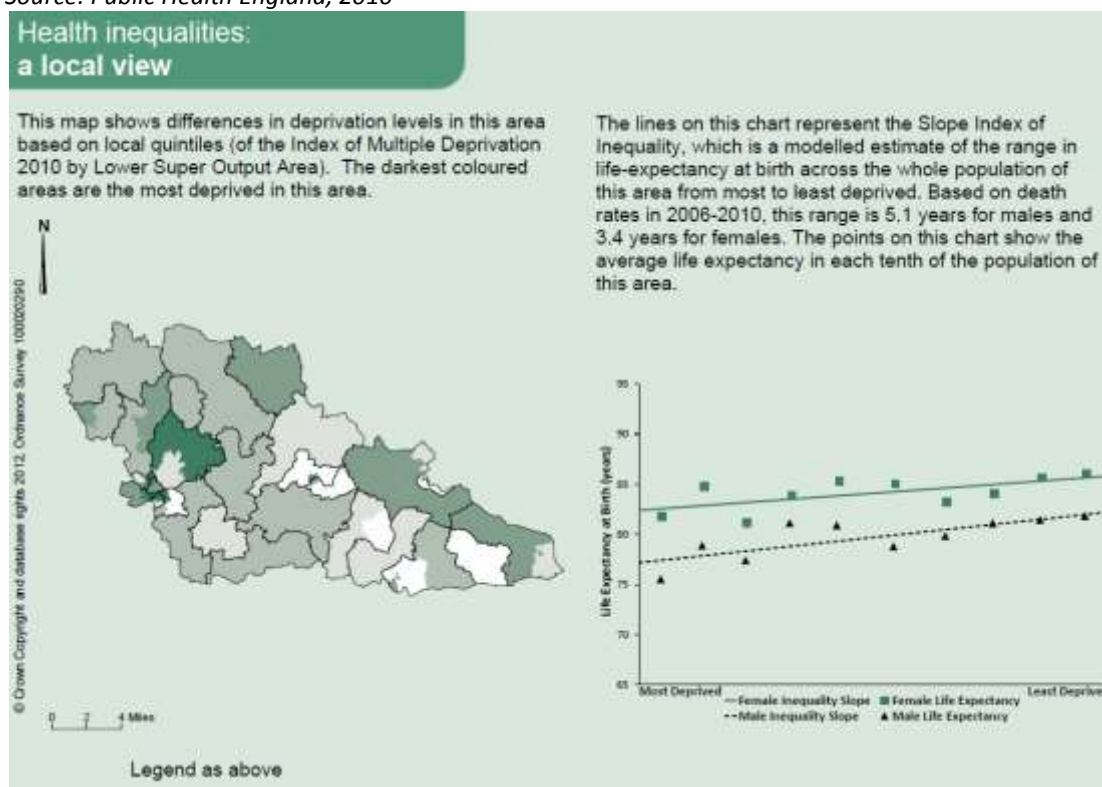 Source: Public Health England, 2016
Health inequalities:
a local view
This map shows differences in deprivation levels in this area
based on local quintiles (of the Index of Multiple Deprivation
2010 by Lower Super Output Area). The darkest coloured
areas are the most deprived in this area.
N
© Crown Copyright and database rights 2012, Ordnance Survey 100020290
0 2 4 Miles
Legend as above
The lines on this chart represent the Slope Index of
Inequality, which is a modelled estimate of the range in
life-expectancy at birth across the whole population of
this area from most to least deprived. Based on death
rates in 2006-2010, this range is 5.1 years for males and
3.4 years for females. The points on this chart show the
average life expectancy in each tenth of the population of
this area.
Life Expectancy at Birth (years)
95
90
85
80
75
70
65
Most Deprived Least Deprive
Female Inequality Slope Female Life Expectancy
Male Inequality Slope Male Life Expectancy